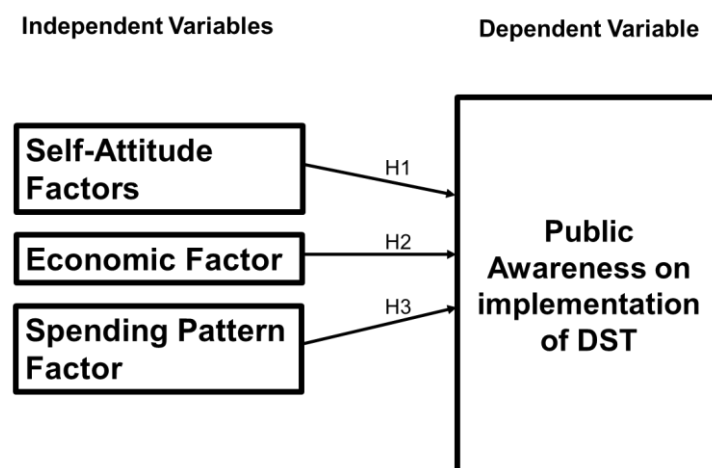 Independent Variables
Dependent Variable
Self-Attitude
Factors
H1
Economic Factor
H2
Spending Pattern
Factor
H3
Public
Awareness on
implementation
of DST